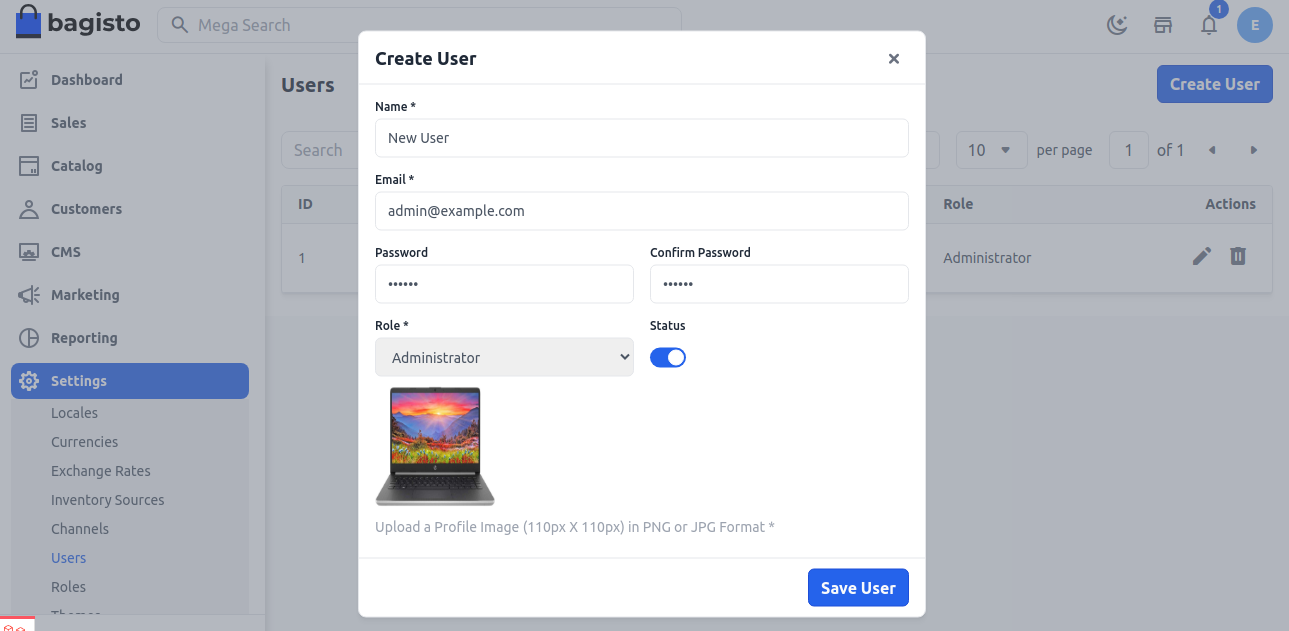 bagisto
Mega Search
1
E
Dashboard
Sales
Catalog
Customers
CMS
Marketing
Reporting
Settings
Locales
Currencies
Exchange Rates
Inventory Sources
Channels
Users
Roles
Users
Create User
Search
10
per page
1
of 1
ID
Role
Actions
1
Administrator
Create User
Name *
New User
Email *
admin@example.com
Password
Confirm Password
••••••
••••••
Role *
Status
Administrator
Upload a Profile Image (110px X 110px) in PNG or JPG Format *
Save User